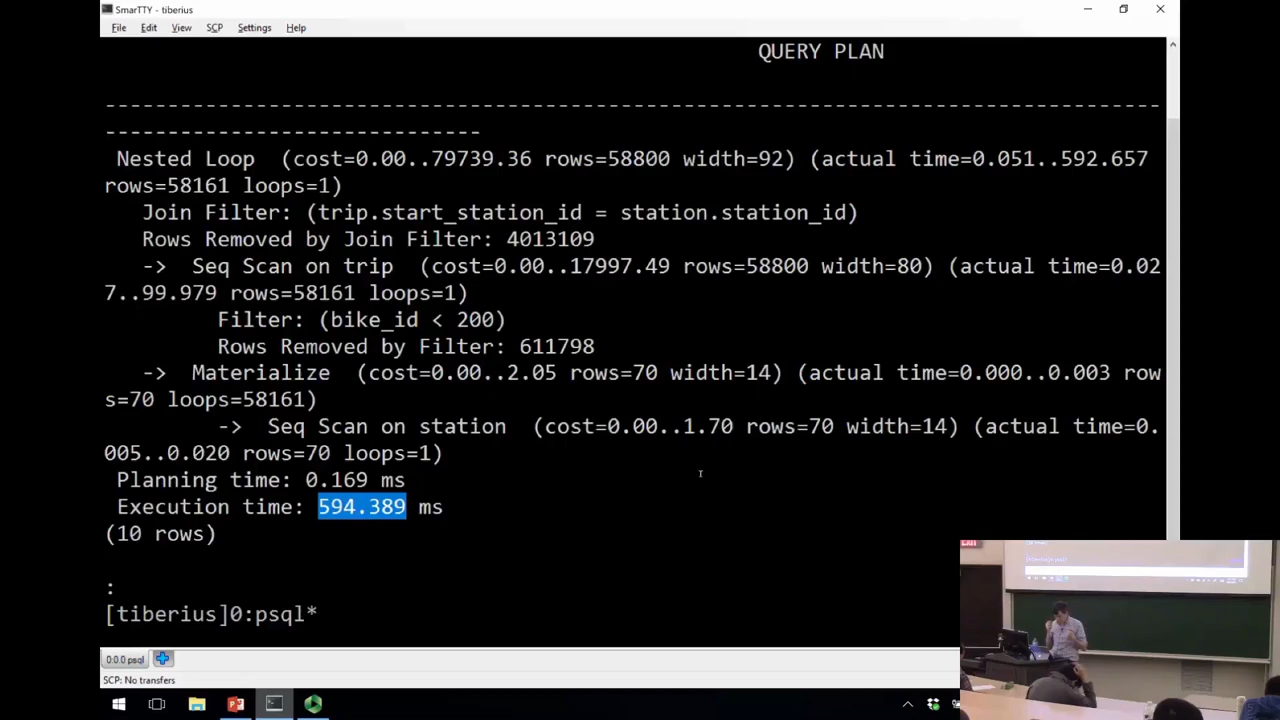 SmarTTY - tiberius
File Edit View SCP Settings Help
QUERY PLAN
--------------------------------------------------------------------------------
------------------------------
Nested Loop (cost=0.00..79739.36 rows=58800 width=92) (actual time=0.051..592.657
rows=58161 loops=1)
Join Filter: (trip.start_station_id = station.station_id)
Rows Removed by Join Filter: 4013109
-> Seq Scan on trip (cost=0.00..17997.49 rows=58800 width=80) (actual time=0.02
7..99.979 rows=58161 loops=1)
Filter: (bike_id < 200)
Rows Removed by Filter: 611798
-> Materialize (cost=0.00..2.05 rows=70 width=14) (actual time=0.000..0.003 row
s=70 loops=58161)
-> Seq Scan on station (cost=0.00..1.70 rows=70 width=14) (actual time=0.
005..0.020 rows=70 loops=1)
Planning time: 0.169 ms
Execution time: 594.389 ms
(10 rows)
:
[tiberius]0:psql*
0:0.0 psql
SCP: No transfers
EXIT